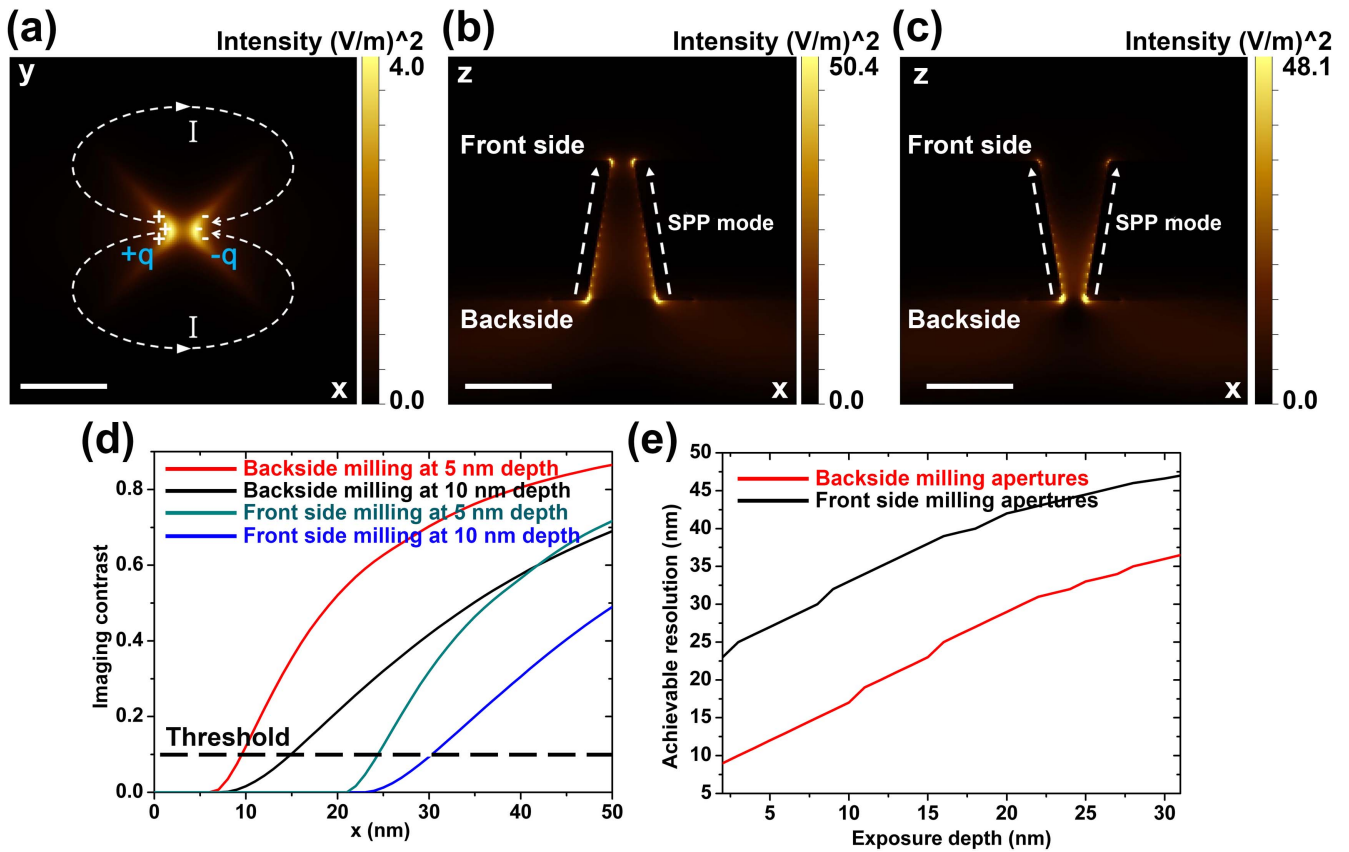 (a)
Intensity (V/m)^2
y
4.0
I
+ -
+ -
+ -
+q -q
I
x
0.0
(b)
Intensity (V/m)^2
z
50.4
Front side
SPP mode
Backside
x
0.0
(c)
Intensity (V/m)^2
z
48.1
Front side
SPP mode
Backside
x
0.0
(d)
Backside milling at 5 nm depth
Backside milling at 10 nm depth
Front side milling at 5 nm depth
Front side milling at 10 nm depth
Imaging contrast
0.8
0.6
0.4
0.2
0.0
Threshold
0 10 20 30 40 50
x (nm)
(e)
Backside milling apertures
Front side milling apertures
Achievable resolution (nm)
50
45
40
35
30
25
20
15
10
5
5 10 15 20 25 30
Exposure depth (nm)